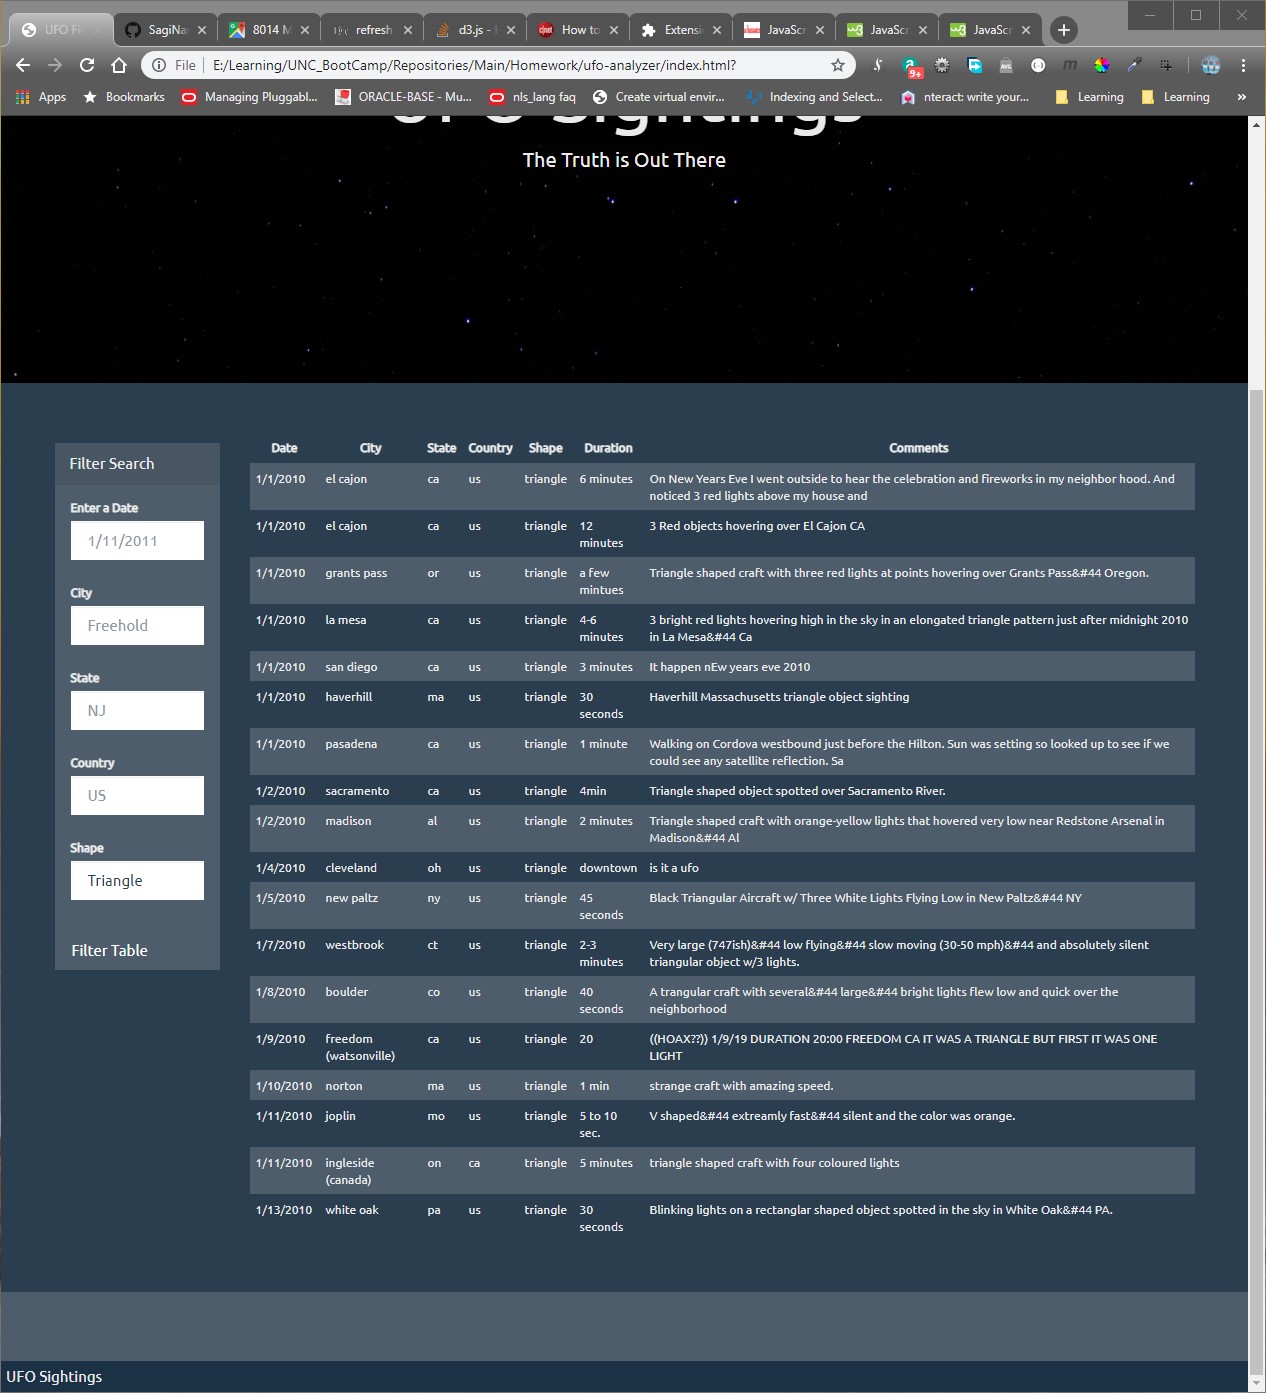 UFO Fi
SagiNa
8014 M
refresh
d3.js -
How to
Extensi
JavaScr
JavaScr
JavaScr
File
E:/Learning/UNC_BootCamp/Repositories/Main/Homework/ufo-analyzer/index.html?
9+
Apps
Bookmarks
Managing Pluggabl...
ORACLE-BASE - Mu...
nls_lang faq
Create virtual envir...
Indexing and Select...
nteract: write your...
Learning
Learning
»
UFO Sightings
The Truth is Out There
Filter Search
Enter a Date
1/11/2011
City
Freehold
State
NJ
Country
US
Shape
Triangle
Filter Table
Date City State Country Shape Duration Comments
1/1/2010 el cajon ca us triangle 6 minutes On New Years Eve I went outside to hear the celebration and fireworks in my neighbor hood. And
noticed 3 red lights above my house and
1/1/2010 el cajon ca us triangle 12 3 Red objects hovering over El Cajon CA
minutes
1/1/2010 grants pass or us triangle a few Triangle shaped craft with three red lights at points hovering over Grants Pass&#44 Oregon.
mintues
1/1/2010 la mesa ca us triangle 4-6 3 bright red lights hovering high in the sky in an elongated triangle pattern just after midnight 2010
minutes in La Mesa&#44 Ca
1/1/2010 san diego ca us triangle 3 minutes It happen nEw years eve 2010
1/1/2010 haverhill ma us triangle 30 Haverhill Massachusetts triangle object sighting
seconds
1/1/2010 pasadena ca us triangle 1 minute Walking on Cordova westbound just before the Hilton. Sun was setting so looked up to see if we
could see any satellite reflection. Sa
1/2/2010 sacramento ca us triangle 4min Triangle shaped object spotted over Sacramento River.
1/2/2010 madison al us triangle 2 minutes Triangle shaped craft with orange-yellow lights that hovered very low near Redstone Arsenal in
Madison&#44 Al
1/4/2010 cleveland oh us triangle downtown is it a ufo
1/5/2010 new paltz ny us triangle 45 Black Triangular Aircraft w/ Three White Lights Flying Low in New Paltz&#44 NY
seconds
1/7/2010 westbrook ct us triangle 2-3 Very large (747ish)&#44 low flying&#44 slow moving (30-50 mph)&#44 and absolutely silent
minutes triangular object w/3 lights.
1/8/2010 boulder co us triangle 40 A trangular craft with several&#44 large&#44 bright lights flew low and quick over the
seconds neighborhood
1/9/2010 freedom ca us triangle 20 ((HOAX??)) 1/9/19 DURATION 20:00 FREEDOM CA IT WAS A TRIANGLE BUT FIRST IT WAS ONE
(watsonville) LIGHT
1/10/2010 norton ma us triangle 1 min strange craft with amazing speed.
1/11/2010 joplin mo us triangle 5 to 10 V shaped&#44 extreamly fast&#44 silent and the color was orange.
sec.
1/11/2010 ingleside on ca triangle 5 minutes triangle shaped craft with four coloured lights
(canada)
1/13/2010 white oak pa us triangle 30 Blinking lights on a rectanglar shaped object spotted in the sky in White Oak&#44 PA.
seconds
UFO Sightings